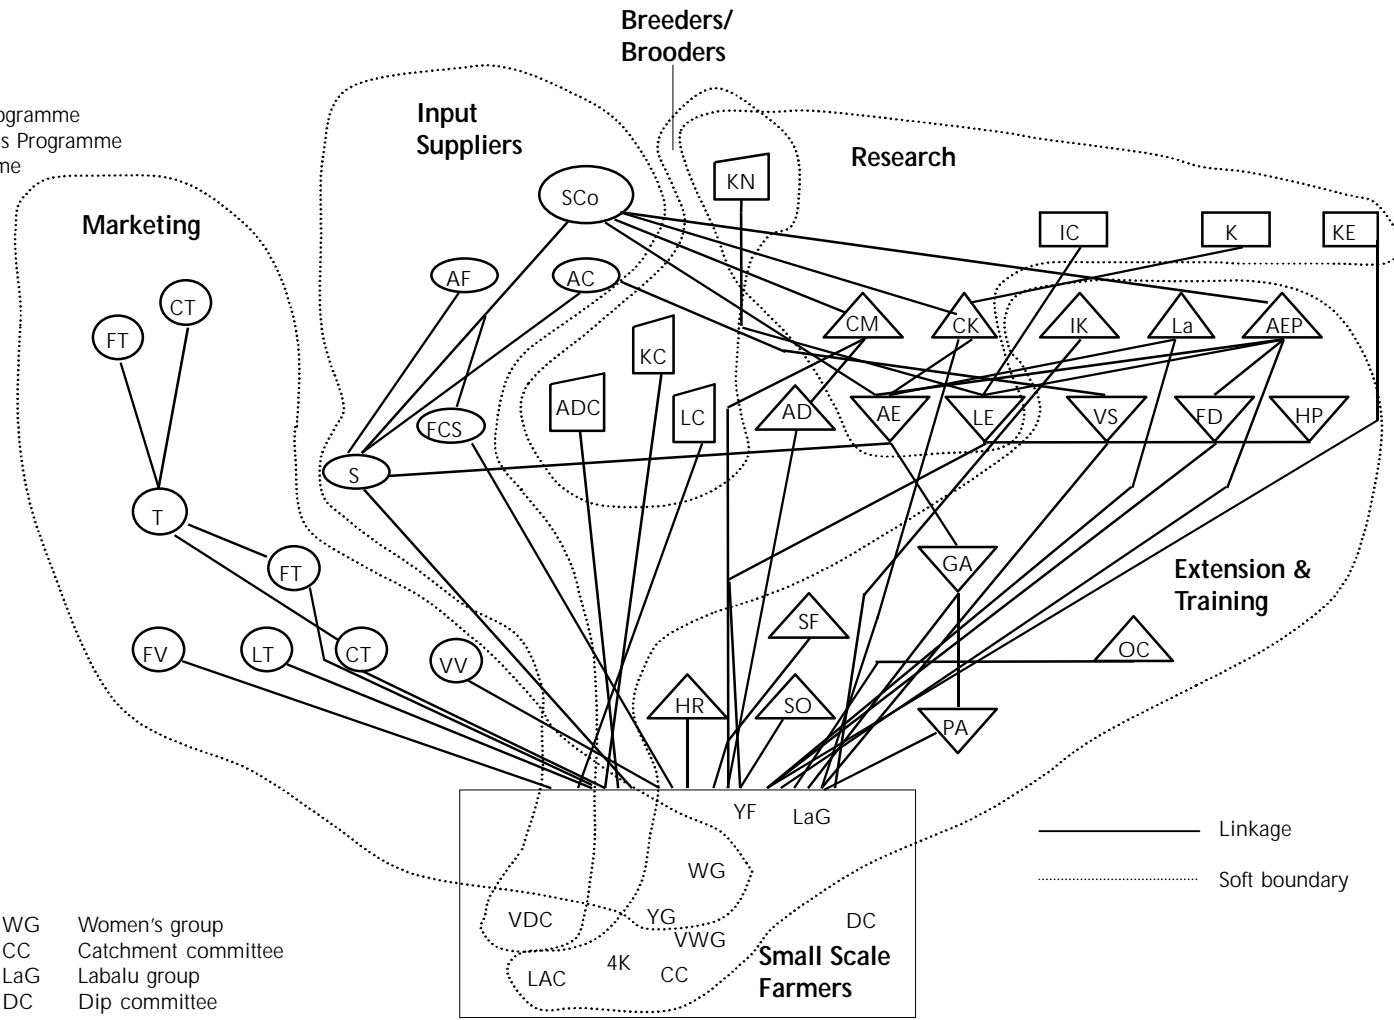 Breeders/
Brooders
Input
Suppliers
ogramme
s Programme
me
Research
Marketing
KN
SCo
IC
K
KE
AF
AC
CT
FT
CM
CK
IK
La
AEP
KC
ADC
LC
AD
AE
LE
VS
FD
HP
FCS
S
T
FT
GA
Extension &
Training
SF
OC
FV
LT
CT
VV
HR
SO
PA
YF
LaG
Linkage
WG
Soft boundary
VDC
YG
DC
VWG
4K
CC
LAC
Small Scale
Farmers
WG Women's group
CC Catchment committee
LaG Labalu group
DC Dip committee